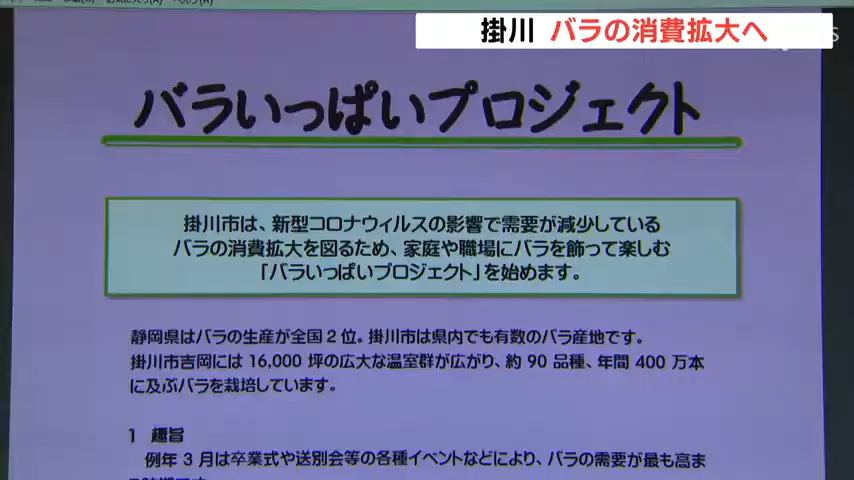 掛川 バラの消費拡大へ
バラいっぱいプロジェクト
掛川市は、新型コロナウィルスの影響で需要が減少している
バラの消費拡大を図るため、家庭や職場にバラを飾って楽しむ
「バラいっぱいプロジェクト」を始めます。
静岡県はバラの生産が全国2位。掛川市は県内でも有数のバラ産地です。
掛川市吉岡には 16,000 坪の広大な温室群が広がり、約 90 品種、年間 400 万本
に及ぶバラを栽培しています。
1 趣旨
例年 3 月は卒業式や送別会等の各種イベントなどにより、バラの需要が最も高ま